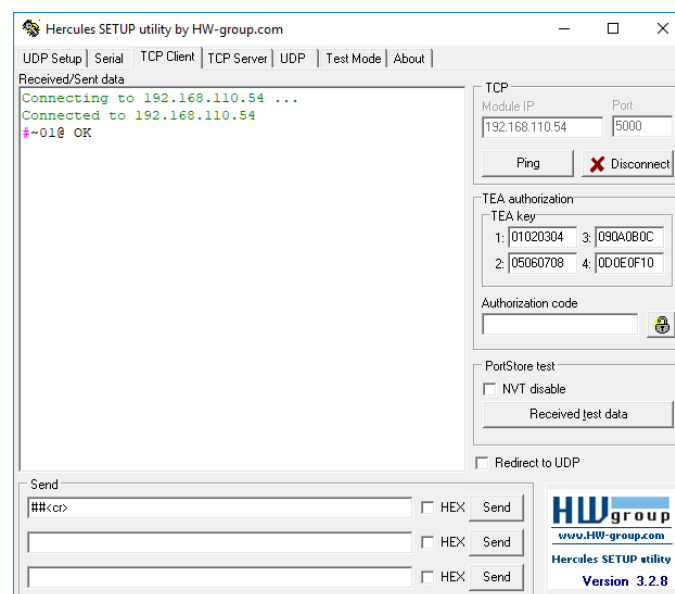 Hercules SETUP utility by HW-group.com
UDP Setup Serial TCP Client TCP Server UDP Test Mode About
Received/Sent data
Connecting to 192.168.110.54 ...
Connected to 192.168.110.54
#~01@ OK
TCP
Module IP Port
192.168.110.54 5000
Ping Disconnect
TEA authorization
TEA key
1: 01020304 3: 090A0B0C
2: 05060708 4: 0D0E0F10
Authorization code
PortStore test
NVT disable
Received test data
Redirect to UDP
Send
##<cr> HEX Send
HEX Send
HEX Send
HW group
www.HW-group.com
Hercules SETUP utility
Version 3.2.8